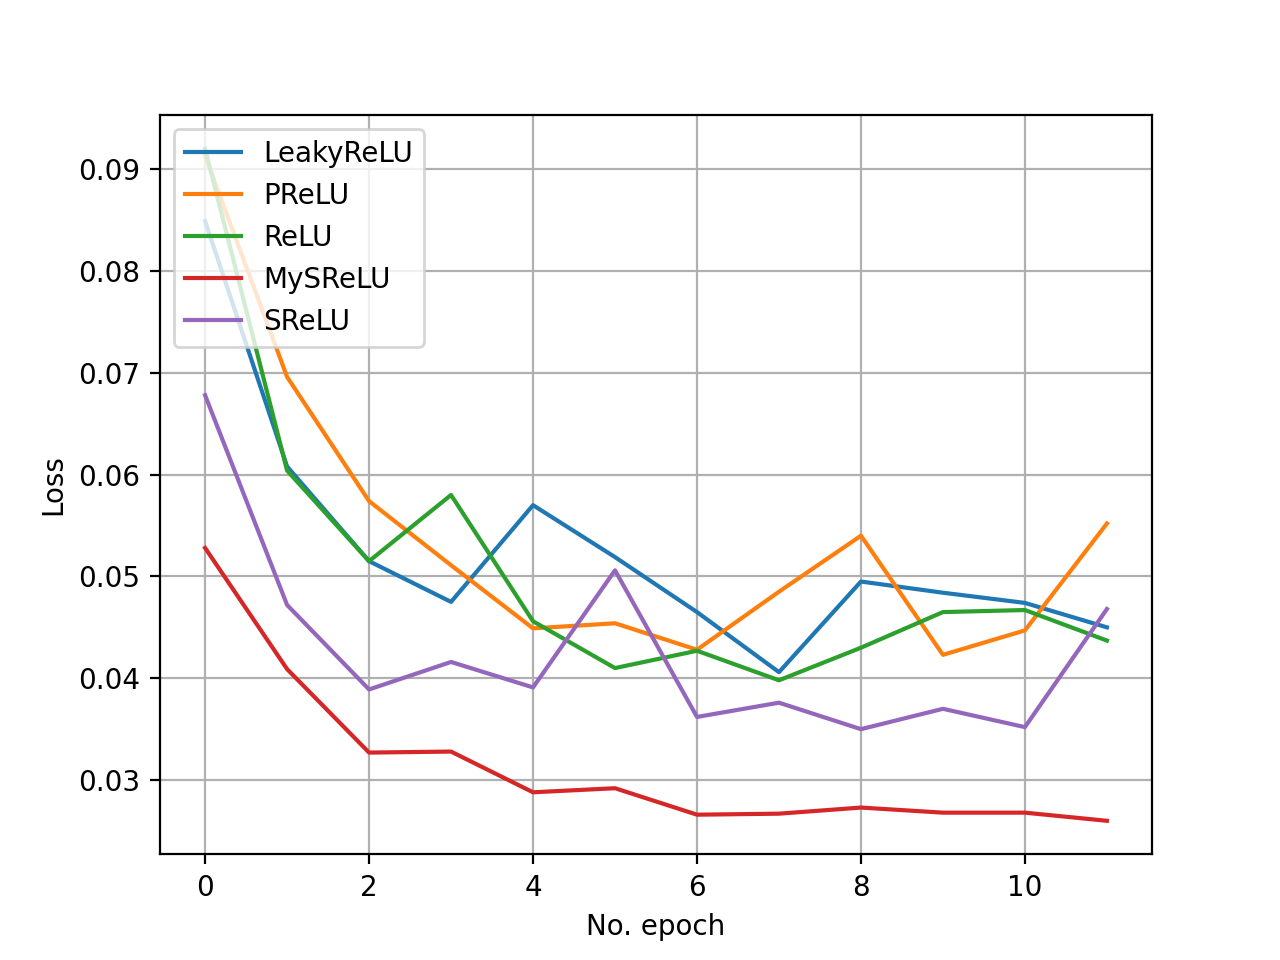 0.09
0.08
0.07
0.06
0.05
0.04
0.03
Loss
LeakyReLU
PReLU
ReLU
MySReLU
SReLU
0 2 4 6 8 10
No. epoch